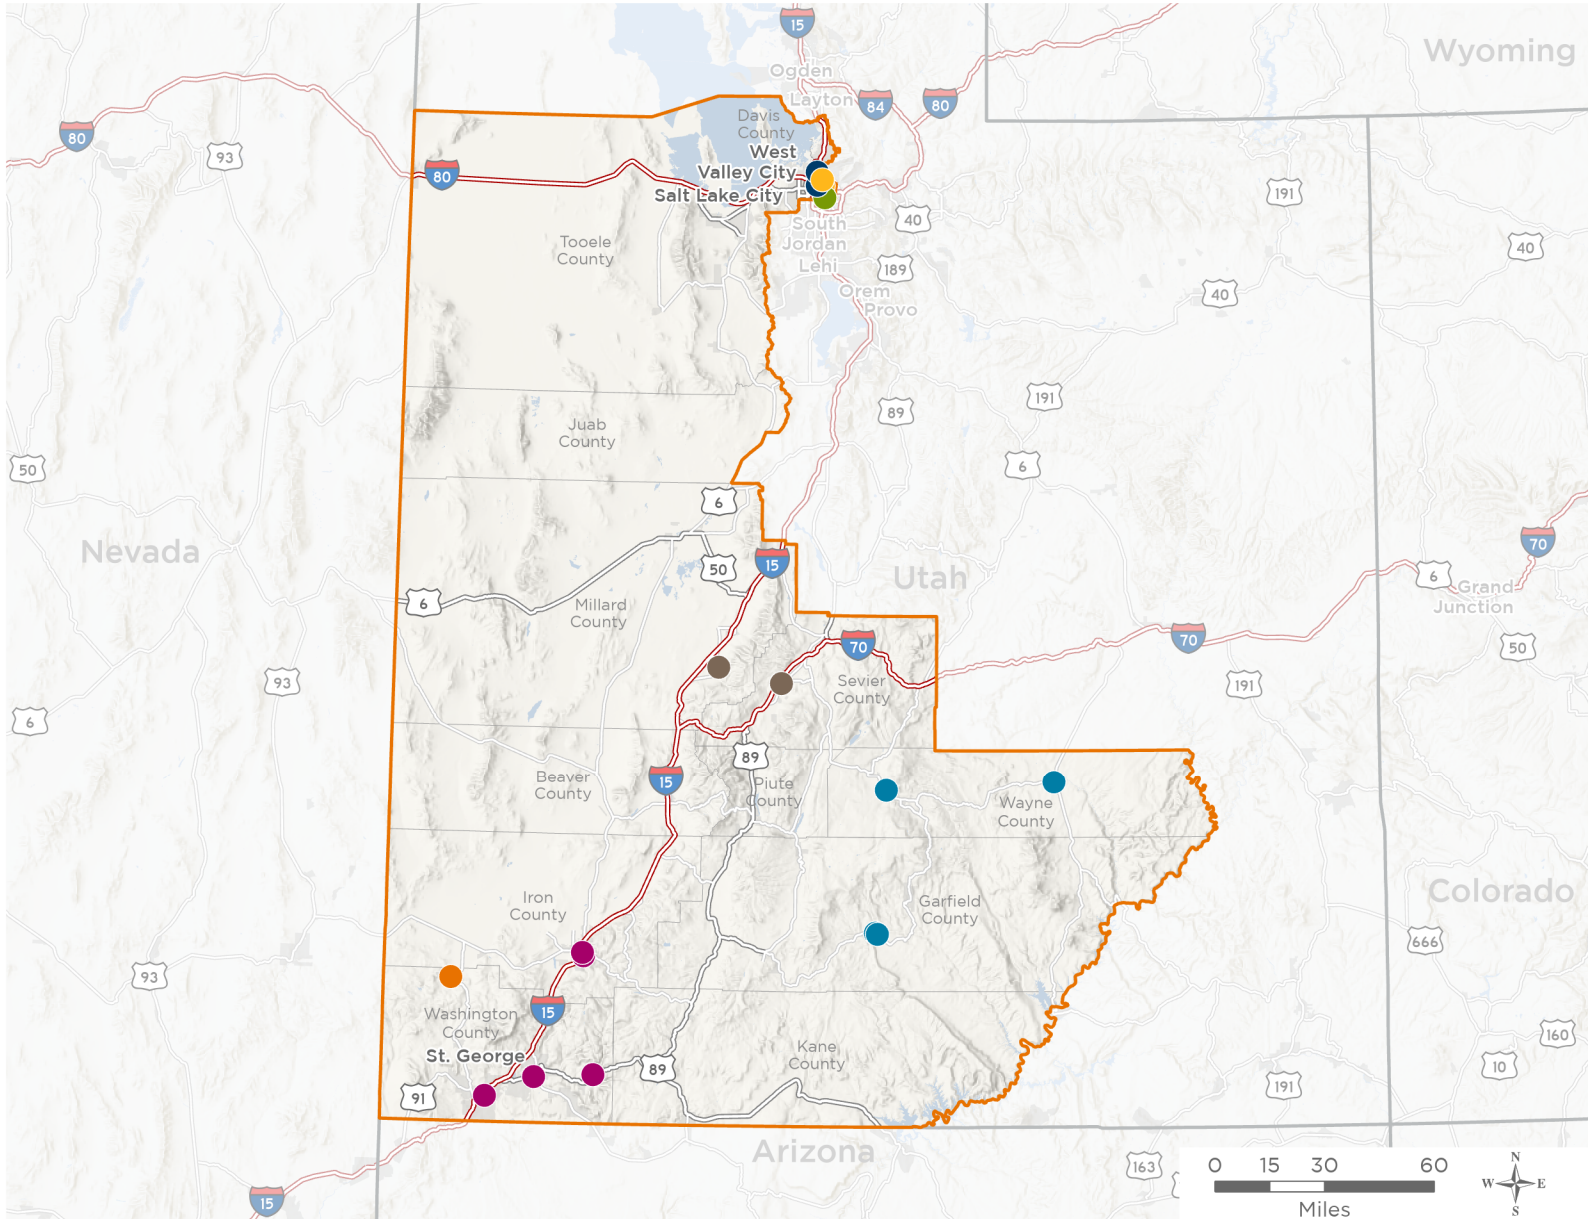 15
Wyoming
Ogden
Layton
84
80
Davis
County
80
93
West
Valley City
80
Salt Lake City
191
South
Jordan
40
40
Tooele
County
Lehi
189
Orem
Provo
40
191
89
Juab
County
50
6
6
Nevada
15
50
Utah
70
6
Grand
Junction
6
Millard
County
70
70
50
93
Sevier
County
191
6
89
15
Beaver
County
Piute
County
Wayne
County
Iron
County
Garfield
County
Colorado
666
93
15
Washington
County
St. George
Kane
County
160
89
10
191
91
Arizona
163
15
0 15 30 60
Miles
N
W E
S